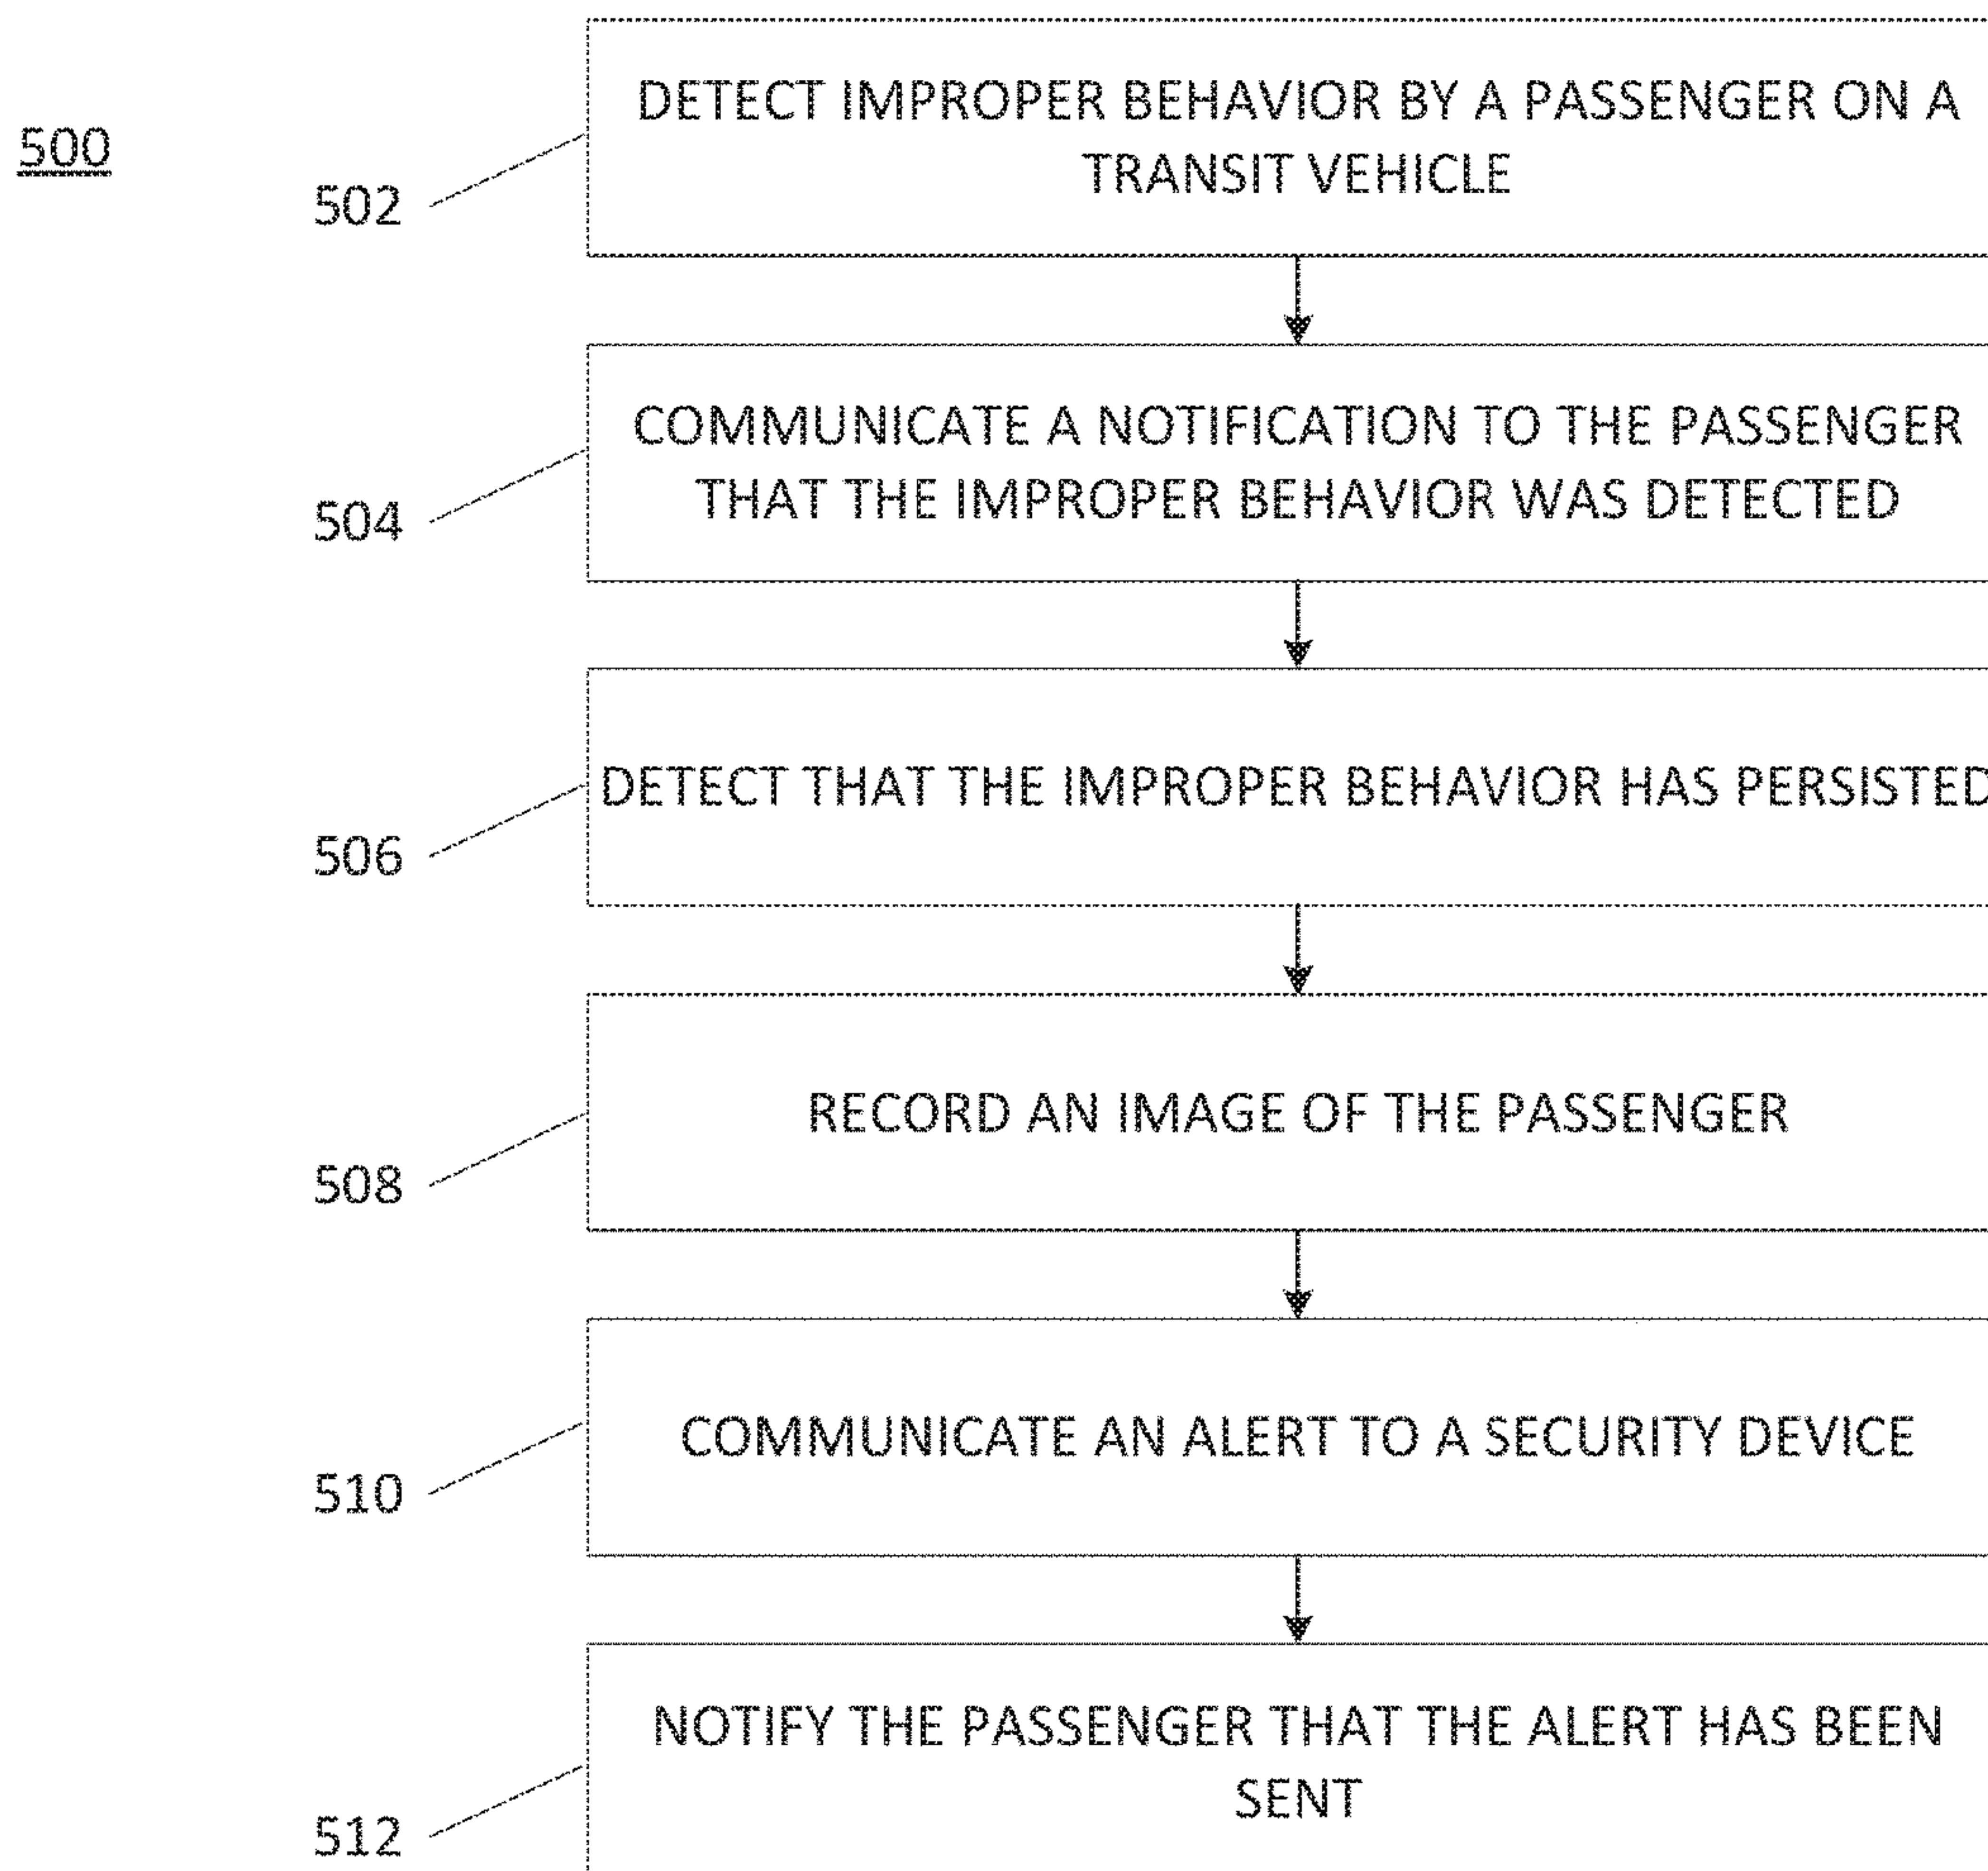 500
502
DETECT IMPROPER BEHAVIOR BY A PASSENGER ON A
TRANSIT VEHICLE
504
COMMUNICATE A NOTIFICATION TO THE PASSENGER
THAT THE IMPROPER BEHAVIOR WAS DETECTED
506
DETECT THAT THE IMPROPER BEHAVIOR HAS PERSISTED
508
RECORD AN IMAGE OF THE PASSENGER
510
COMMUNICATE AN ALERT TO A SECURITY DEVICE
512
NOTIFY THE PASSENGER THAT THE ALERT HAS BEEN
SENT